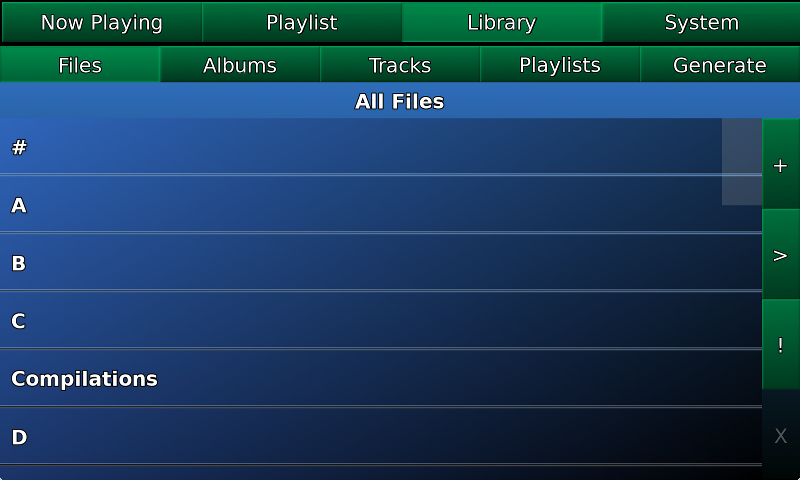 Now Playing Playlist Library System
Files Albums Tracks Playlists Generate
All Files
#
+
A
>
B
C
!
Compilations
D
X